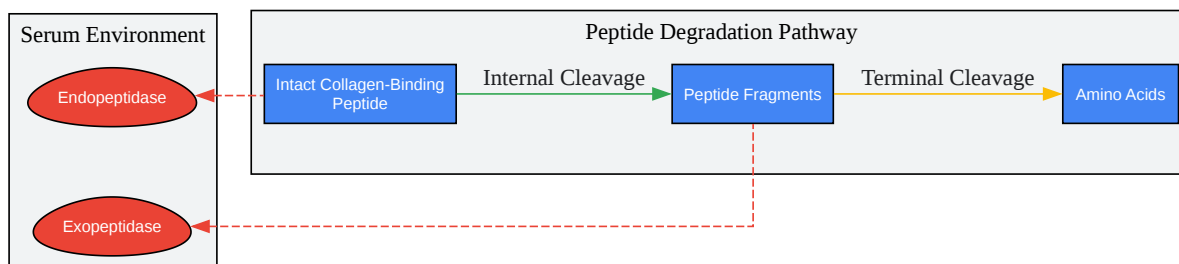 Serum Environment
Endopeptidase
Exopeptidase
Peptide Degradation Pathway
Intact Collagen-Binding
Peptide
Internal Cleavage
Peptide Fragments
Terminal Cleavage
Amino Acids